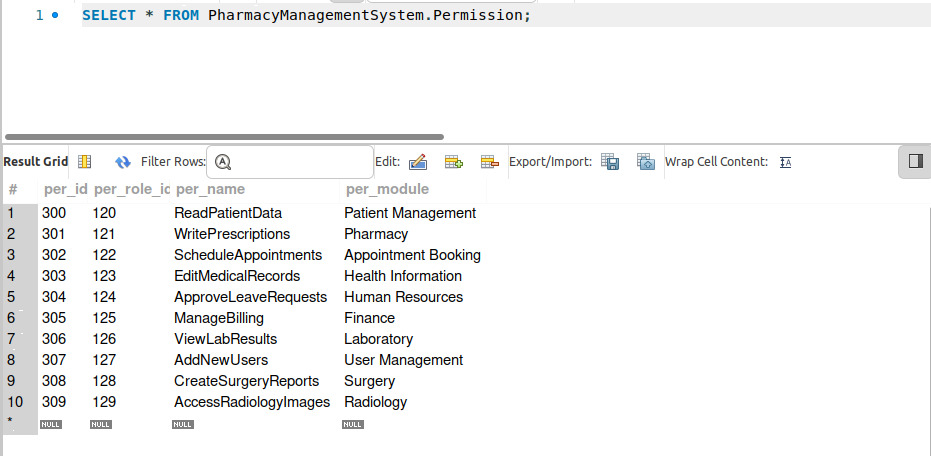 1 SELECT * FROM PharmacyManagementSystem.Permission;
Result Grid Filter Rows: Edit: Export/Import: Wrap Cell Content:
# per_id per_role_id per_name per_module
1 300 120 ReadPatientData Patient Management
2 301 121 WritePrescriptions Pharmacy
3 302 122 ScheduleAppointments Appointment Booking
4 303 123 EditMedicalRecords Health Information
5 304 124 ApproveLeaveRequests Human Resources
6 305 125 ManageBilling Finance
7 306 126 ViewLabResults Laboratory
8 307 127 AddNewUsers User Management
9 308 128 CreateSurgeryReports Surgery
10 309 129 AccessRadiologyImages Radiology
* NULL NULL NULL NULL